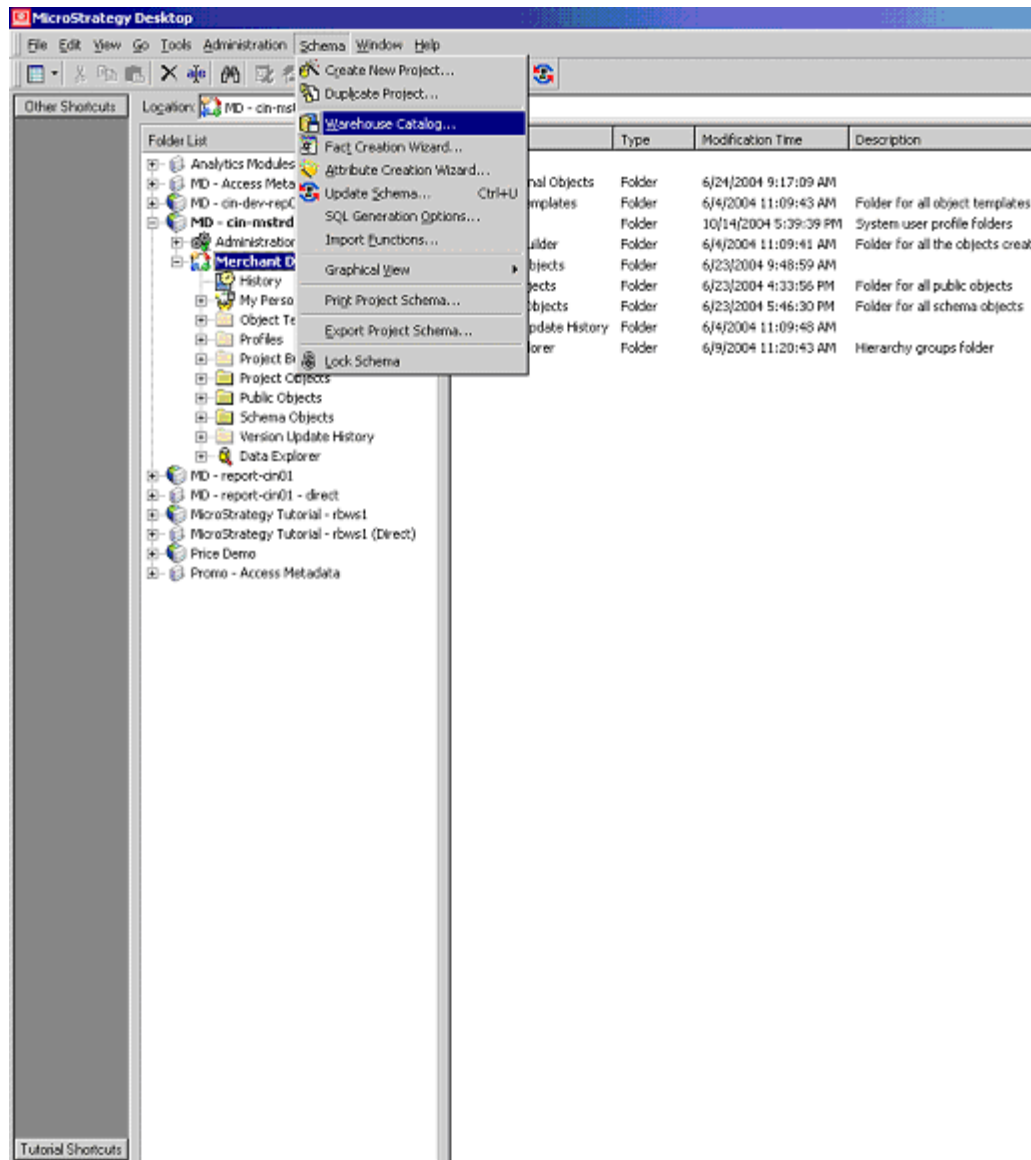 MicroStrategy Desktop
File Edit View Go Tools Administration Schema Window Help
Other Shortcuts
Location: MD - cin-mst
Create New Project...
Duplicate Project...
Warehouse Catalog...
Fact Creation Wizard...
Attribute Creation Wizard...
Update Schema... Ctrl+U
SQL Generation Options...
Import Functions...
Graphical View
Print Project Schema...
Export Project Schema...
Lock Schema
Folder List
Analytics Modules
MD - Access Meta
MD - cin-dev-rep
MD - cin-mstrd
Administration
Merchant D
History
My Perso
Object Te
Profiles
Project
Project Objects
Public Objects
Schema Objects
Version Update History
Data Explorer
MD - report-cin01
MD - report-cin01 - direct
MicroStrategy Tutorial - rbws1
MicroStrategy Tutorial - rbws1 (Direct)
Price Demo
Promo - Access Metadata
Type Modification Time Description
nal Objects Folder 6/24/2004 9:17:09 AM
mplates Folder 6/4/2004 11:09:43 AM Folder for all object templates
Folder 10/14/2004 5:39:39 PM System user profile folders
uilder Folder 6/4/2004 11:09:41 AM Folder for all the objects creat
bjects Folder 6/23/2004 9:48:59 AM
jects Folder 6/23/2004 4:33:56 PM Folder for all public objects
Objects Folder 6/23/2004 5:46:30 PM Folder for all schema objects
pdate History Folder 6/4/2004 11:09:48 AM
orer Folder 6/9/2004 11:20:43 AM Hierarchy groups folder
Tutorial Shortcuts